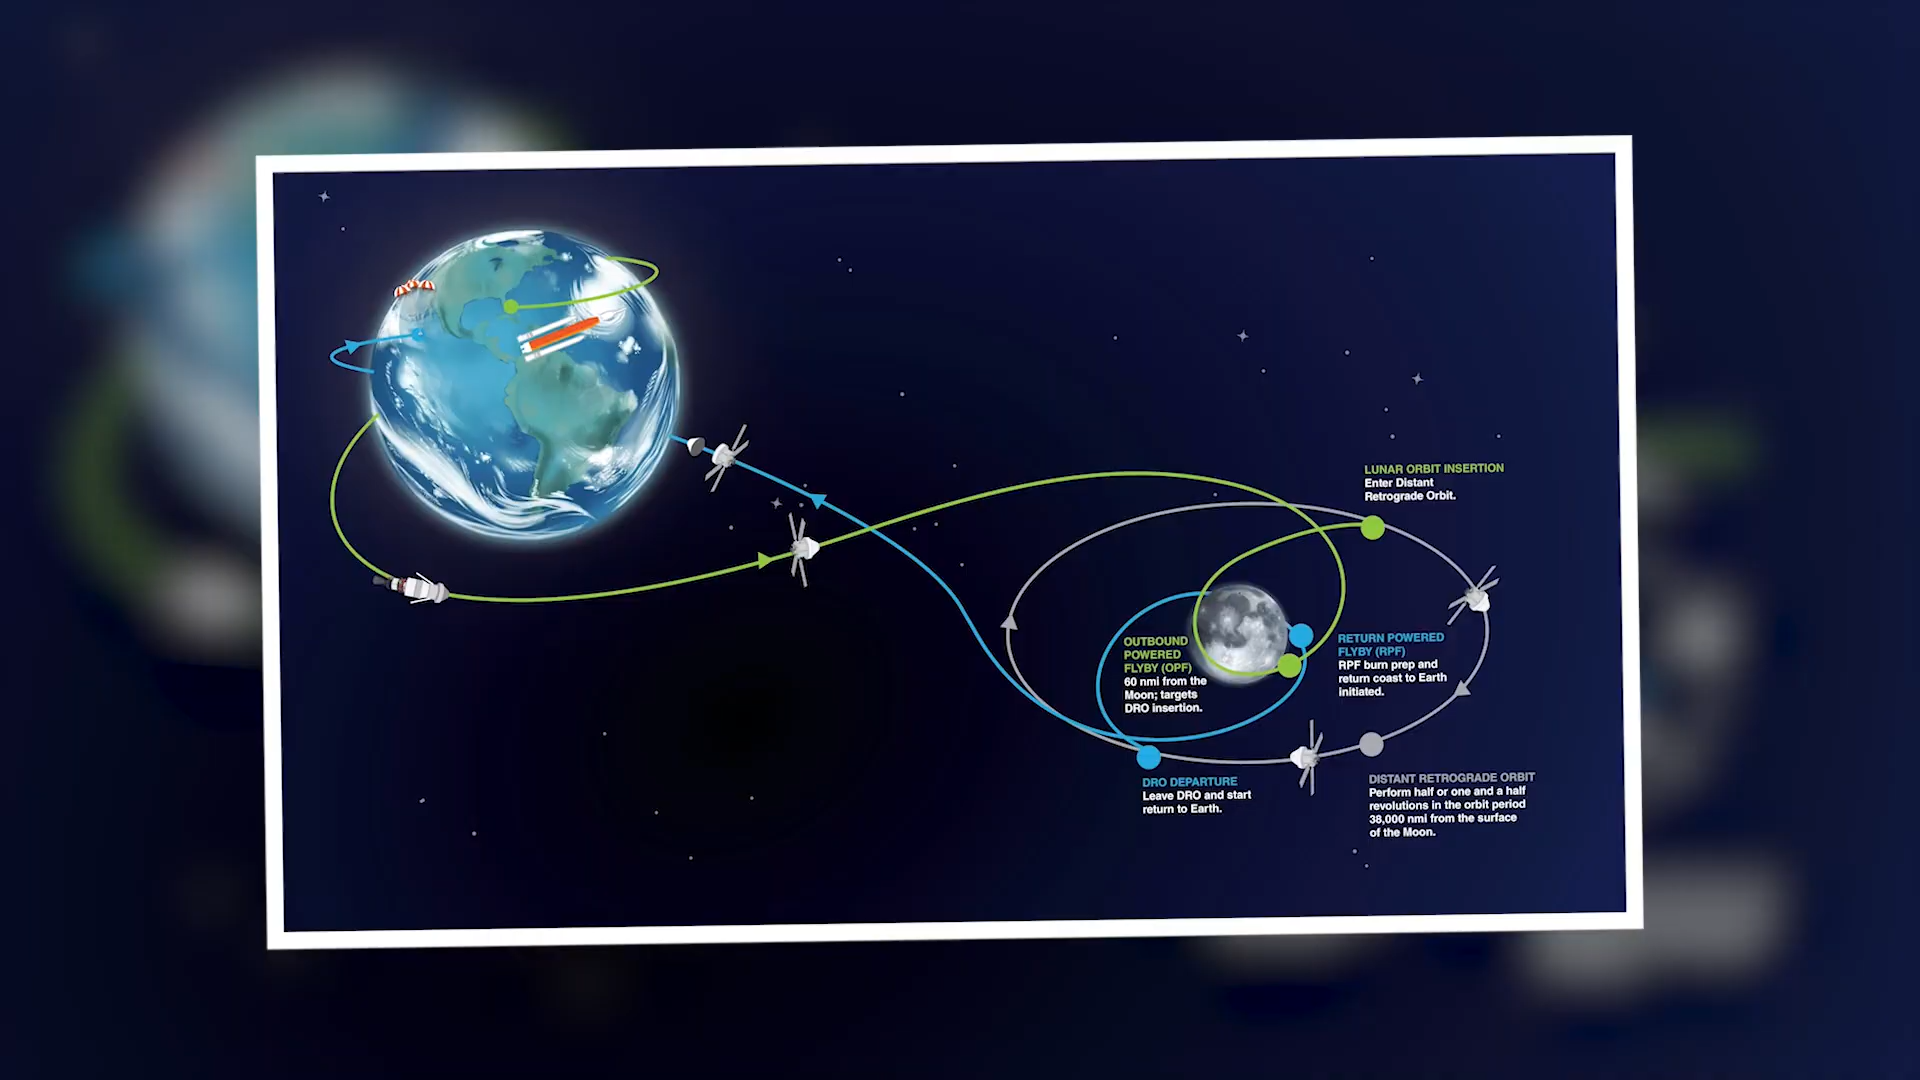 LUNAR ORBIT INSERTION
Enter Distant
Retrograde Orbit.
OUTBOUND
POWERED
FLYBY (OPF)
60 nmi from the
Moon; targets
DRO insertion.
RETURN POWERED
FLYBY (RPF)
RPF burn prep and
return coast to Earth
initiated.
DRO DEPARTURE
Leave DRO and start
return to Earth.
DISTANT RETROGRADE ORBIT
Perform half or one and a half
revolutions in the orbit period
38,000 nmi from the surface
of the Moon.